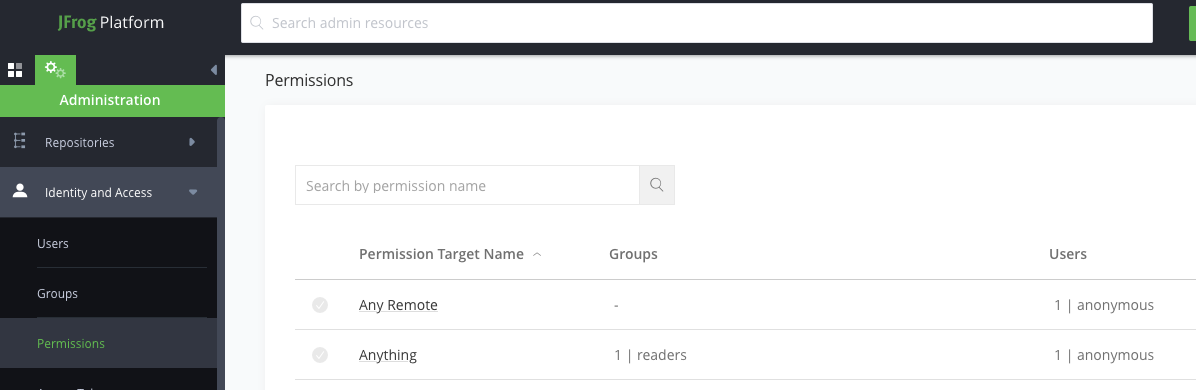 JFrog Platform
Search admin resources
Administration
Repositories
Identity and Access
Users
Groups
Permissions
Permissions
Search by permission name
Permission Target Name Groups Users
Any Remote - 1 | anonymous
Anything 1 | readers 1 | anonymous